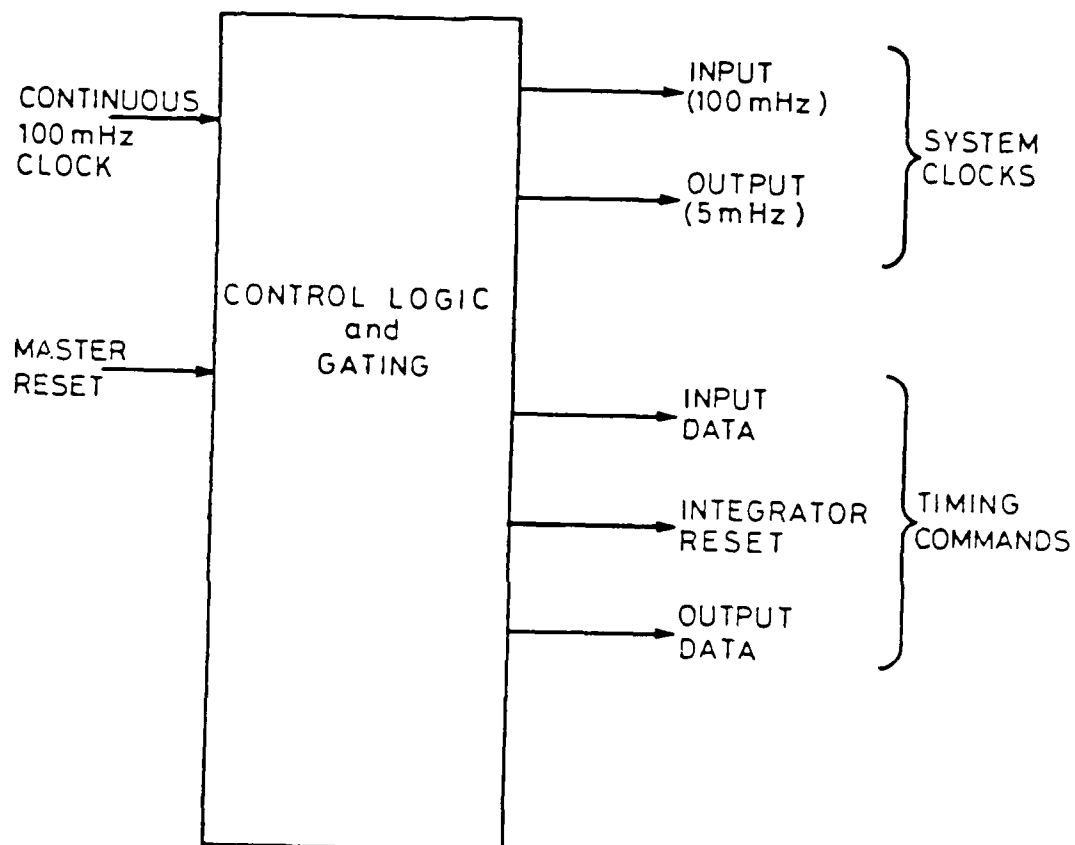 CONTINUOUS
100 mHz
CLOCK
MASTER
RESET
CONTROL LOGIC
and
GATING
INPUT
(100 mHz)
OUTPUT
(5 mHz)
SYSTEM
CLOCKS
INPUT
DATA
INTEGRATOR
RESET
OUTPUT
DATA
TIMING
COMMANDS